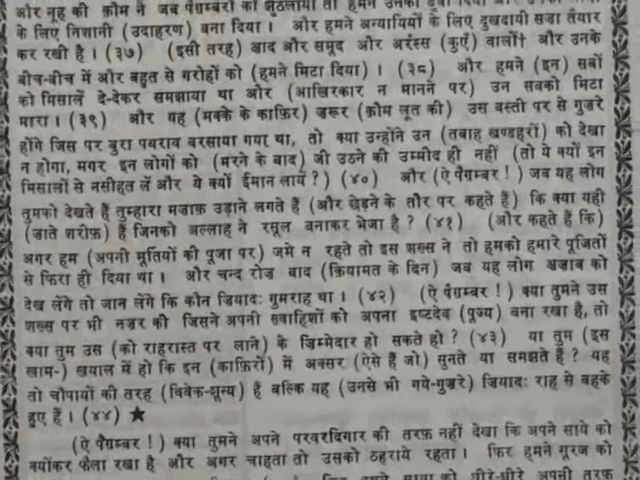 और नूह की क़ौम ने जब पैग़म्बरों को झुठलाया तो हमने उनको डुबा दिया और उनको
के लिए निशानी (उदाहरण) बना दिया। और हमने अन्यायियों के लिए दुखदायी सज़ा तैयार
कर रखी है। (३७) (इसी तरह) आद और समूद और अर्रस्स (कुएँ) वालों† और उनके
बीच-बीच में और बहुत से गरोहों को (हमने मिटा दिया)। (३८) और हमने (इन) सबों
को मिसालें दे-देकर समझाया था और (आख़िरकार न मानने पर) उन सबको मिटा
मारा। (३९) और यह (मक्के के काफ़िर) ज़रूर (क़ौम लूत की) उस बस्ती पर से गुज़रे
होंगे जिस पर बुरा पथराव बरसाया गया था, तो क्या उन्होंने उन (तबाह खण्डहरों) को देखा
न होगा, मगर इन लोगों को (मरने के बाद) जी उठने की उम्मीद ही नहीं (तो ये क्यों इन
मिसालों से नसीहत लें और ये क्यों ईमान लायें?) (४०) और (ऐ पैग़म्बर!) जब यह लोग
तुमको देखते हैं तुम्हारा मज़ाक़ उड़ाने लगते हैं (और छेड़ने के तौर पर कहते हैं) कि क्या यही
(ज़ाते शरीफ़) हैं जिनको अल्लाह ने रसूल बनाकर भेजा है? (४१) (और कहते हैं कि)
अगर हम (अपनी मूर्तियों की पूजा पर) जमे न रहते तो इस शख़्स ने तो हमको हमारे पूजितों
से फिरा ही दिया था। और चन्द रोज़ बाद (क़ियामत के दिन) जब यह लोग अज़ाब को
देख लेंगे तो जान लेंगे कि कौन ज़ियादः गुमराह था। (४२) (ऐ पैग़म्बर!) क्या तुमने उस
शख़्स पर भी नज़र की जिसने अपनी ख़्वाहिशों को अपना इष्टदेव (पूज्य) बना रखा है, तो
क्या तुम उस (को राहरास्त पर लाने) के ज़िम्मेदार हो सकते हो? (४३) या तुम (इस
ख़ाम-) ख़याल में हो कि इन (काफ़िरों) में अक्सर (ऐसे हैं जो) सुनते या समझते हैं? यह
तो चौपायों की तरह (विवेक-शून्य) हैं बल्कि यह (उनसे भी गये-गुज़रे) ज़ियादः राह से बहके
हुए हैं। (४४) ★
(ऐ पैग़म्बर!) क्या तुमने अपने परवरदिगार की तरफ़ नहीं देखा कि अपने साये को
क्योंकर फैला रखा है और अगर चाहता तो उसको ठहराये रहता। फिर हमने सूरज को
धीरे-धीरे अपनी तरफ़